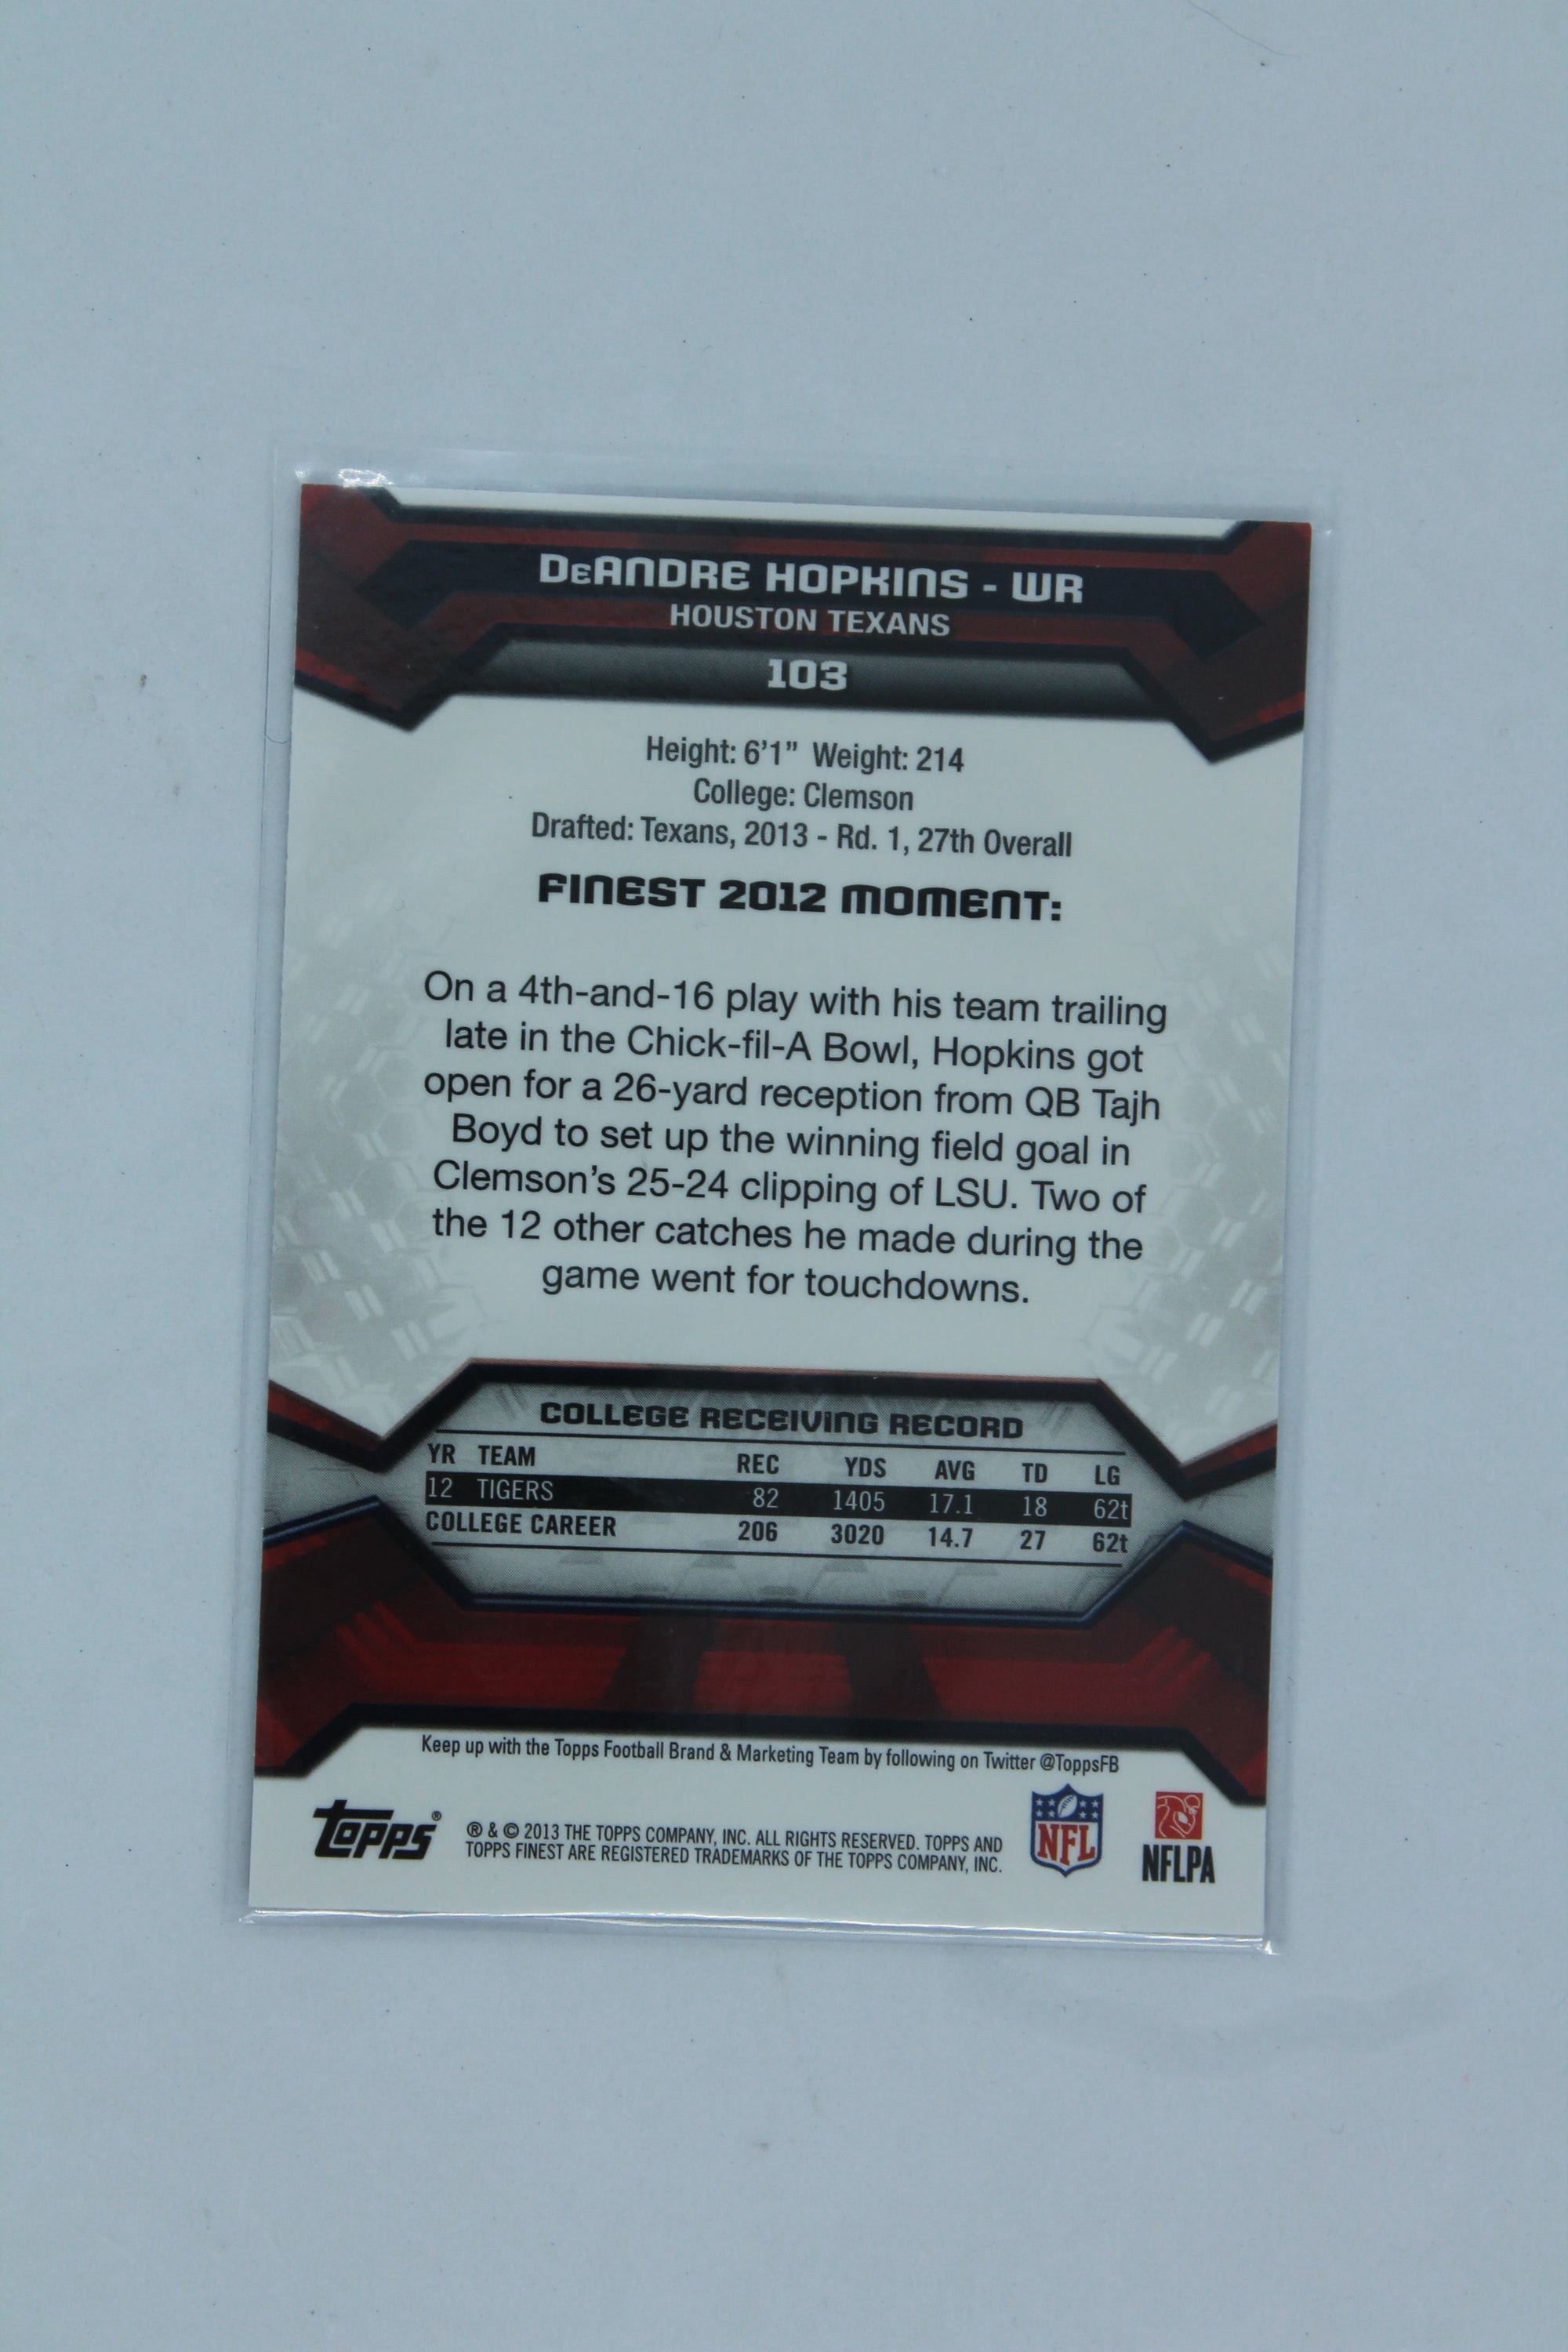 DeANDRE HOPKINS - WR
HOUSTON TEXANS
103
Height: 6'1" Weight: 214
College: Clemson
Drafted: Texans, 2013 - Rd. 1, 27th Overall
FINEST 2012 MOMENT:
On a 4th-and-16 play with his team trailing
late in the Chick-fil-A Bowl, Hopkins got
open for a 26-yard reception from QB Tajh
Boyd to set up the winning field goal in
Clemson's 25-24 clipping of LSU. Two of
the 12 other catches he made during the
game went for touchdowns.
COLLEGE RECEIVING RECORD
YR TEAM REC YDS AVG TD LG
12 TIGERS 82 1405 17.1 18 62t
COLLEGE CAREER 206 3020 14.7 27 62t
Keep up with the Topps Football Brand & Marketing Team by following on Twitter @ToppsFB
topps®
® & © 2013 THE TOPPS COMPANY, INC. ALL RIGHTS RESERVED. TOPPS AND
TOPPS FINEST ARE REGISTERED TRADEMARKS OF THE TOPPS COMPANY, INC.
NFL
NFLPA